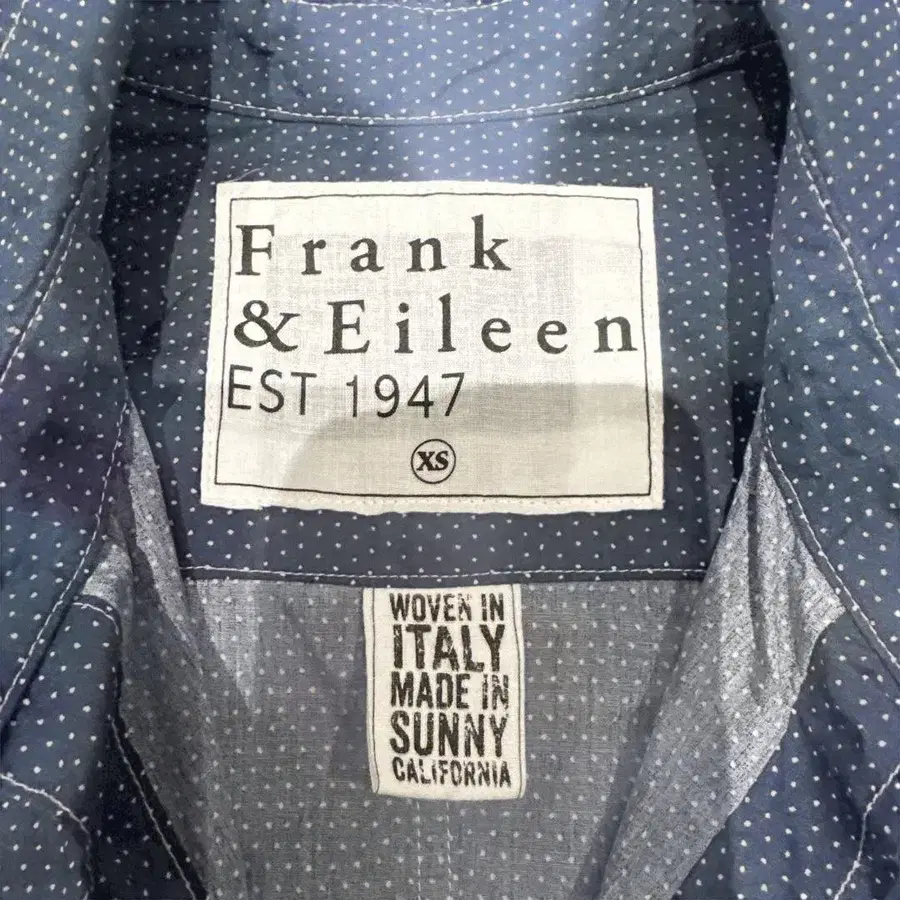 Frank
& Eileen
EST 1947
XS
WOVEN IN
ITALY
MADE IN
SUNNY
CALIFORNIA